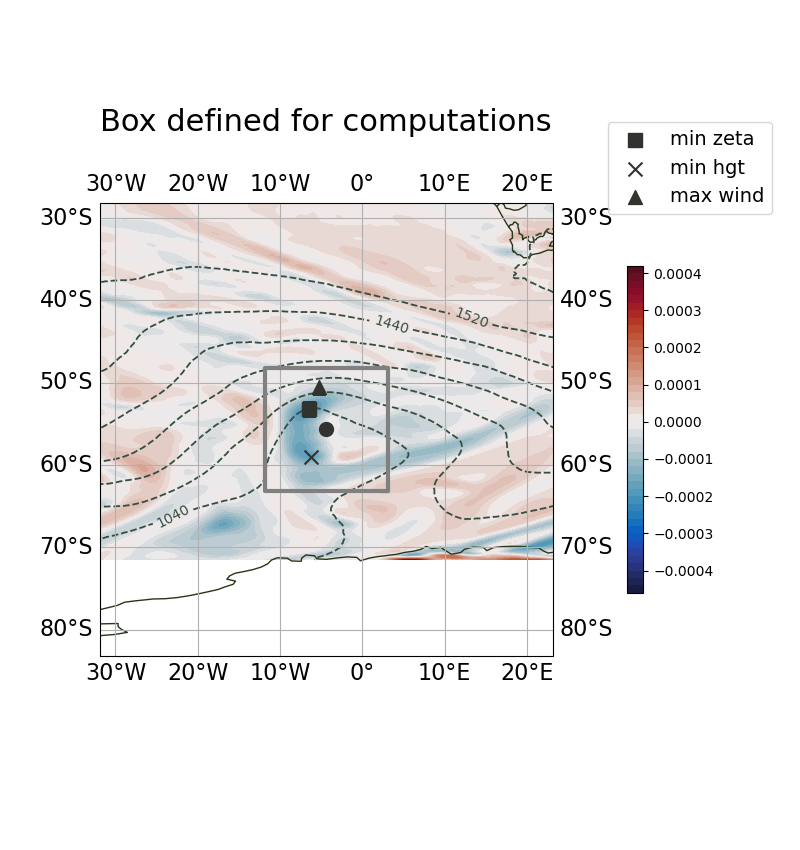 Box defined for computations
min zeta
min hgt
max wind
30°W 20°W 10°W 0° 10°E 20°E
30°S 30°S
40°S 40°S
50°S 50°S
60°S 60°S
70°S 70°S
80°S 80°S
1520
1440
1040
30°W 20°W 10°W 0° 10°E 20°E
0.0004
0.0003
0.0002
0.0001
0.0000
−0.0001
−0.0002
−0.0003
−0.0004